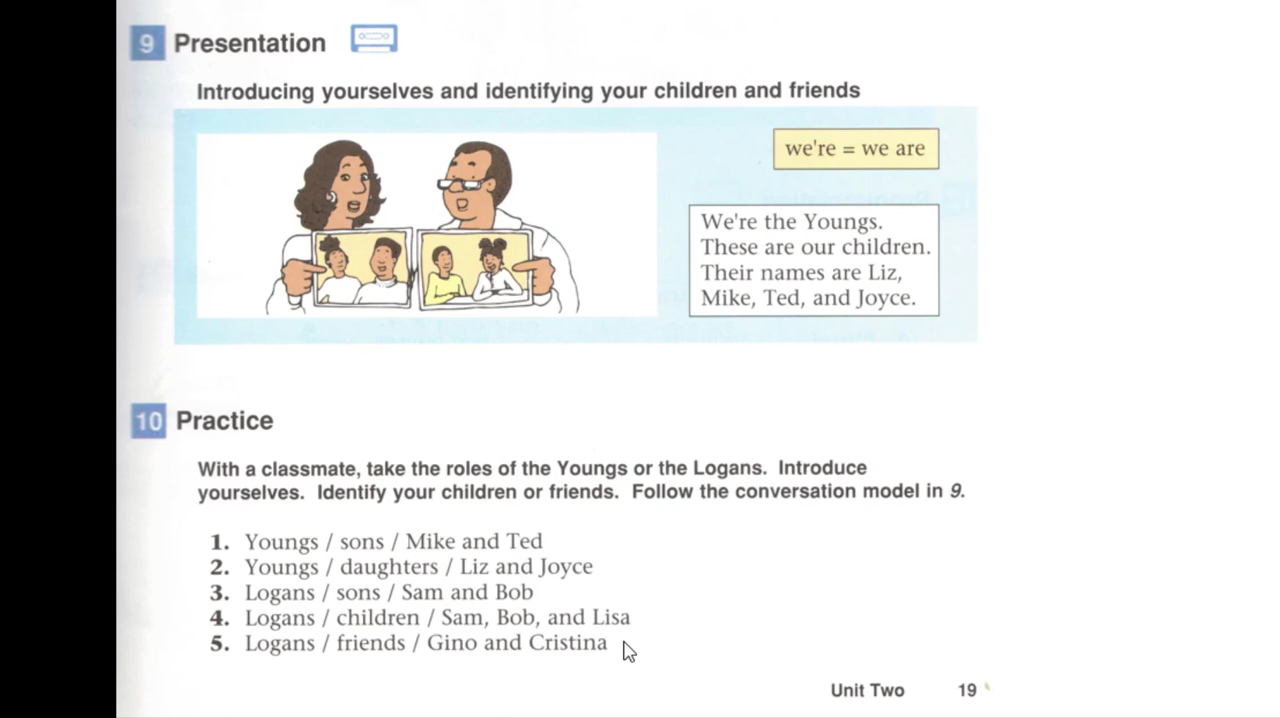 9 Presentation
Introducing yourselves and identifying your children and friends
we're = we are
We're the Youngs.
These are our children.
Their names are Liz,
Mike, Ted, and Joyce.
10 Practice
With a classmate, take the roles of the Youngs or the Logans. Introduce
yourselves. Identify your children or friends. Follow the conversation model in 9.
1. Youngs / sons / Mike and Ted
2. Youngs / daughters / Liz and Joyce
3. Logans / sons / Sam and Bob
4. Logans / children / Sam, Bob, and Lisa
5. Logans / friends / Gino and Cristina
Unit Two 19